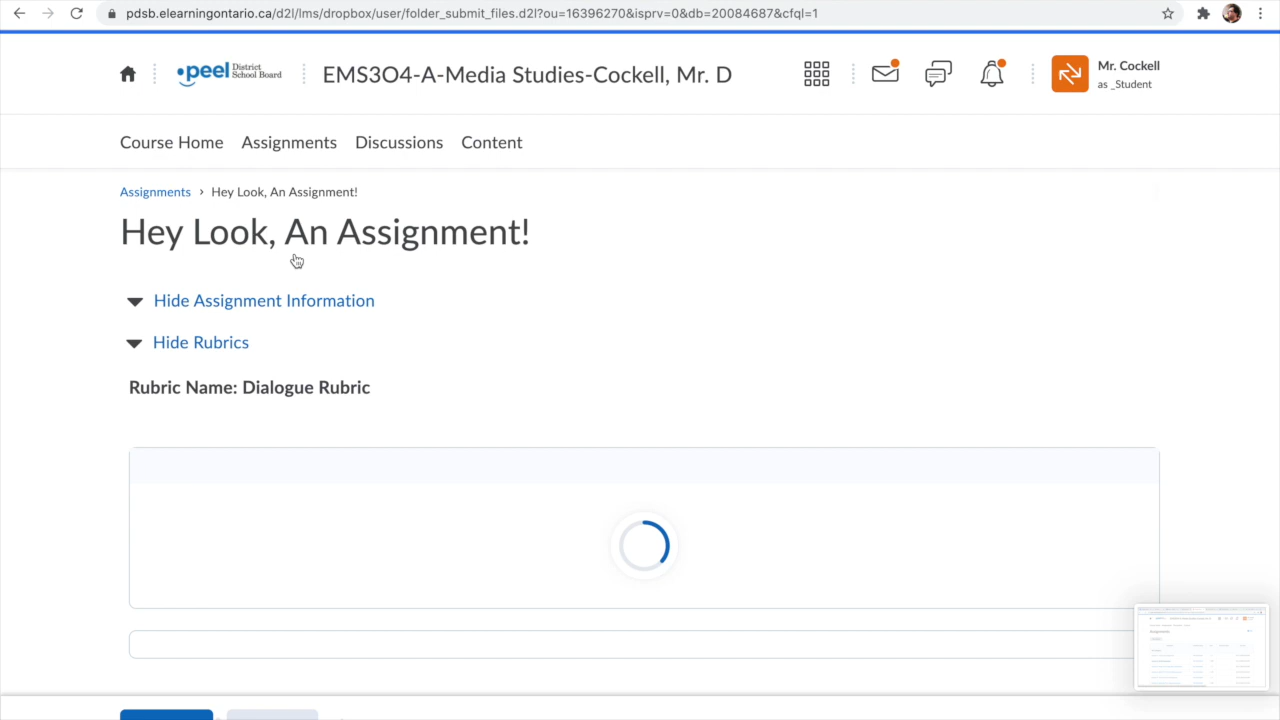 pdsb.elearningontario.ca/d2l/lms/dropbox/user/folder_submit_files.d2l?ou=16396270&isprv=0&db=20084687&cfql=1
peel District School Board
EMS3O4-A-Media Studies-Cockell, Mr. D
Mr. Cockell
as _Student
Course Home Assignments Discussions Content
Assignments › Hey Look, An Assignment!
Hey Look, An Assignment!
Hide Assignment Information
Hide Rubrics
Rubric Name: Dialogue Rubric
Assignments